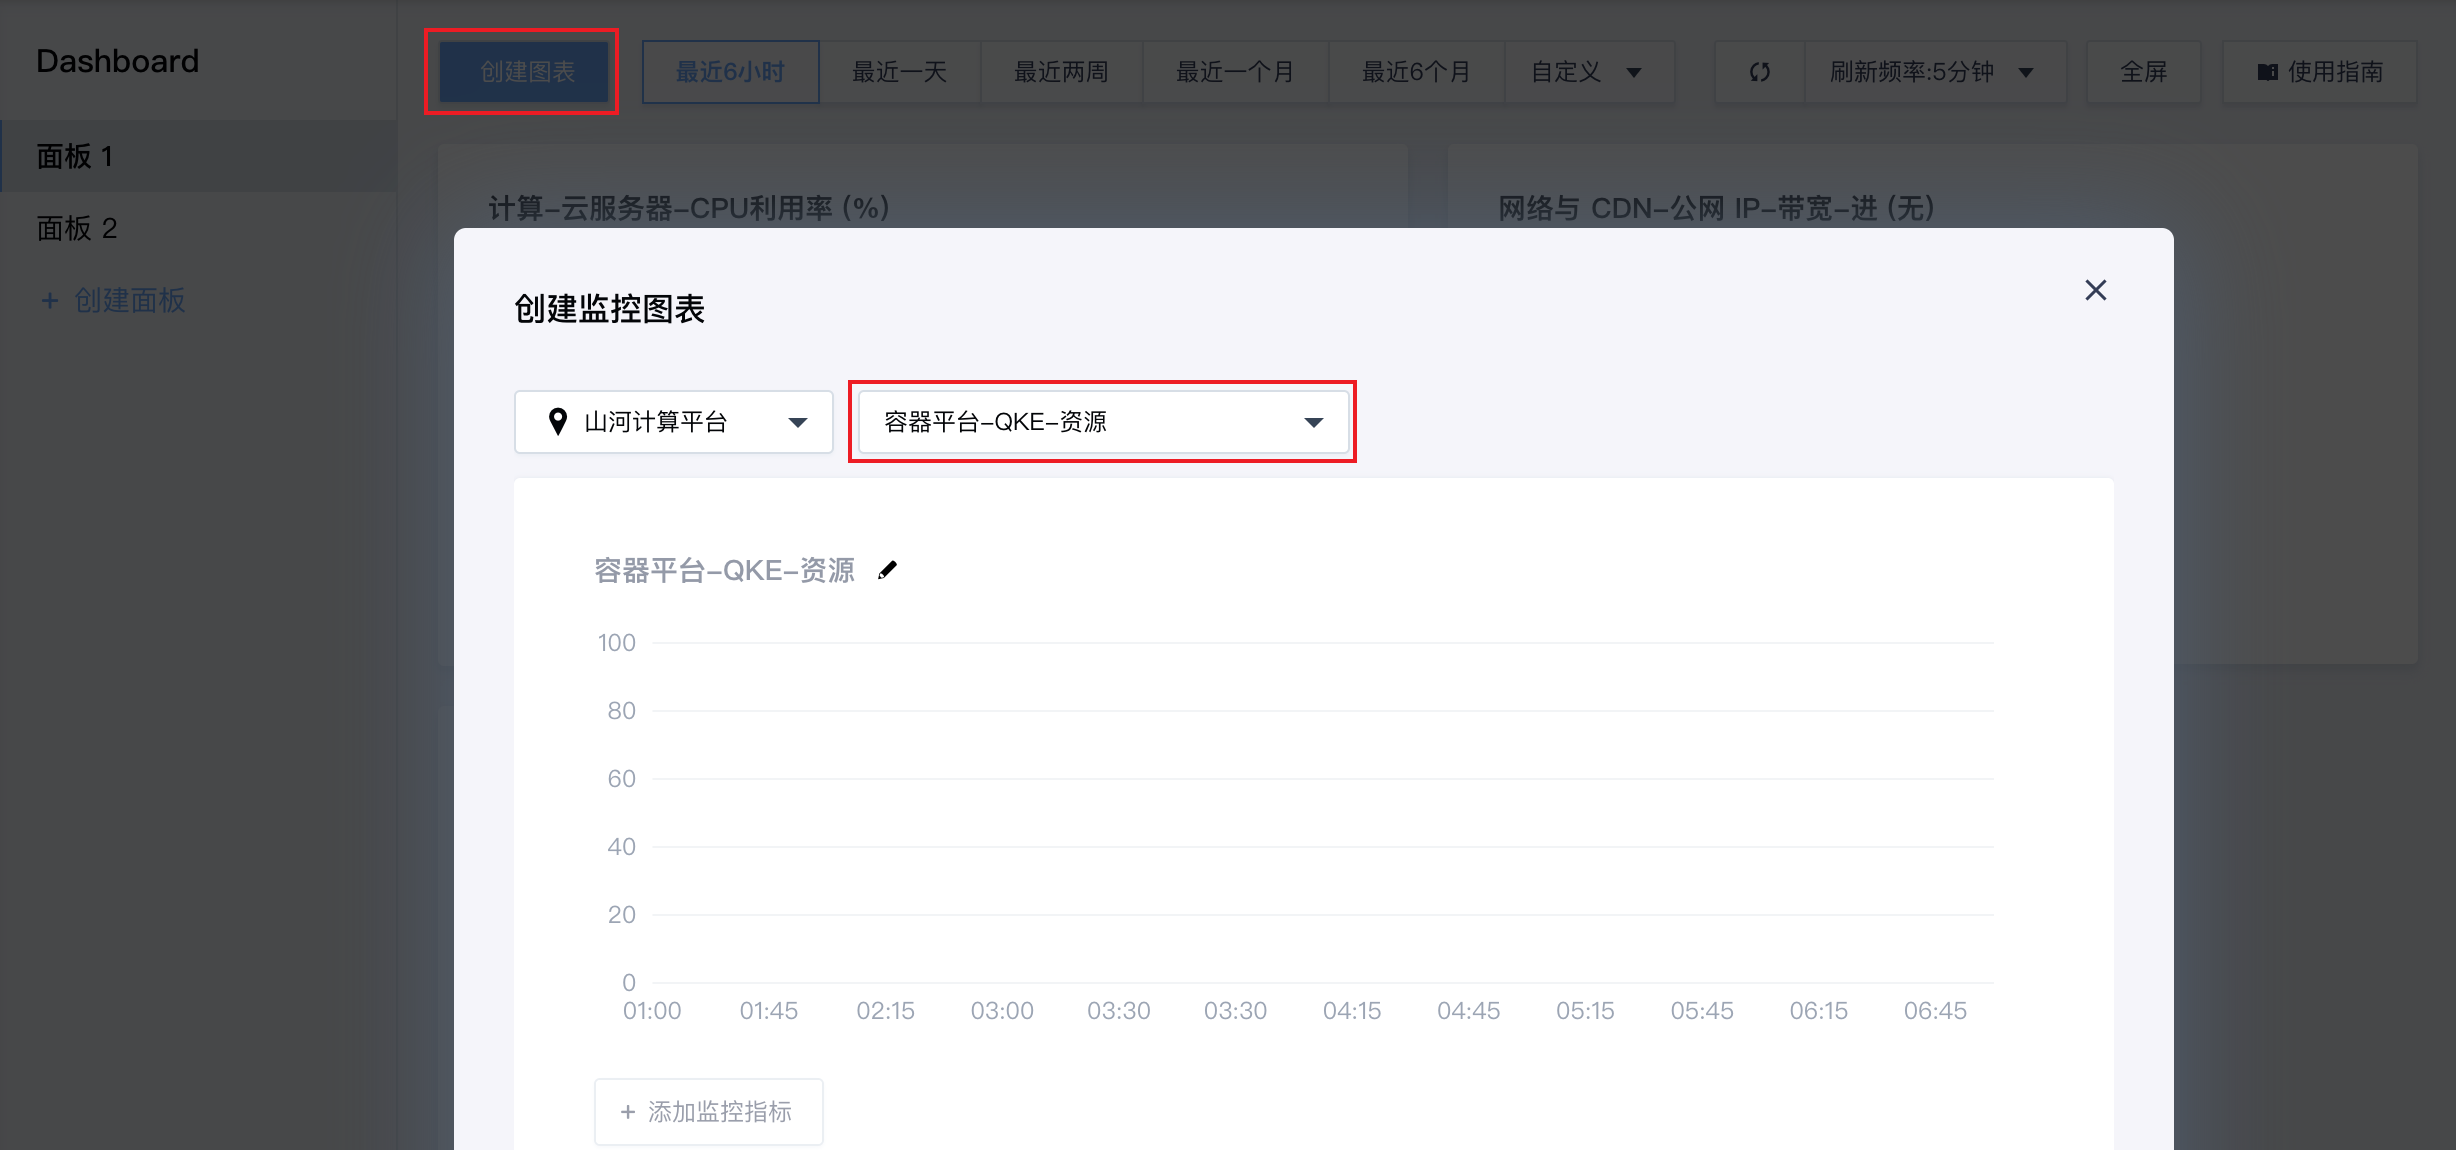 Dashboard
创建图表 最近6小时 最近一天 最近两周 最近一个月 最近6个月 自定义 刷新频率:5分钟 全屏 使用指南
面板 1
面板 2
+ 创建面板
计算-云服务器-CPU利用率 (%)
网络与 CDN-公网 IP-带宽-进 (无)
创建监控图表
山河计算平台 容器平台-QKE-资源
容器平台-QKE-资源
100
80
60
40
20
0
01:00 01:45 02:15 03:00 03:30 03:30 04:15 04:45 05:15 05:45 06:15 06:45
+ 添加监控指标